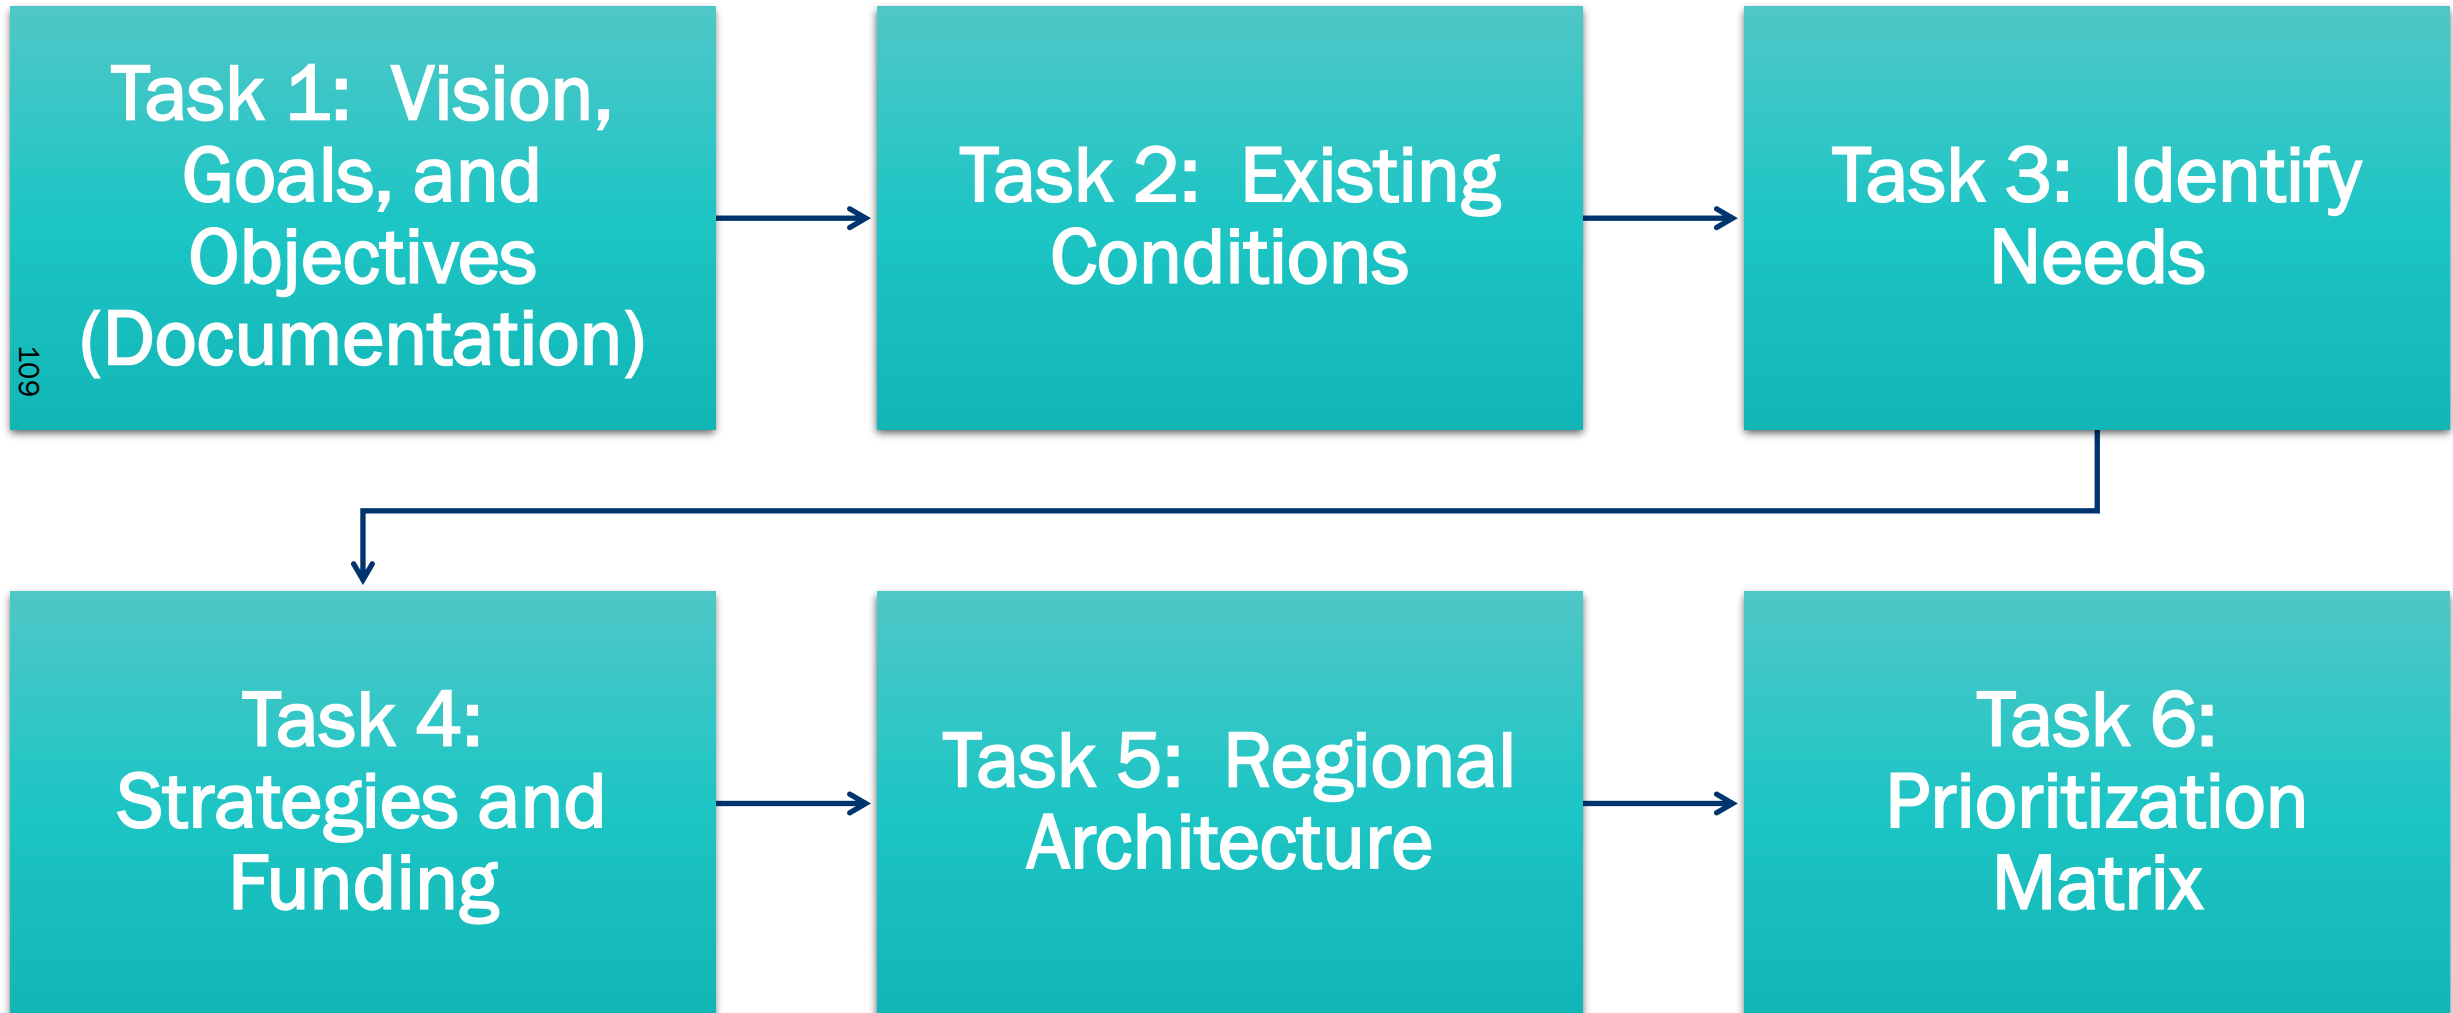 Task 1:  Vision,
Goals, and
Objectives
(Documentation)
109
Task 2:  Existing
Conditions
Task 3:  Identify
Needs
Task 4:
Strategies and
Funding
Task 5:  Regional
Architecture
Task 6:
Prioritization
Matrix